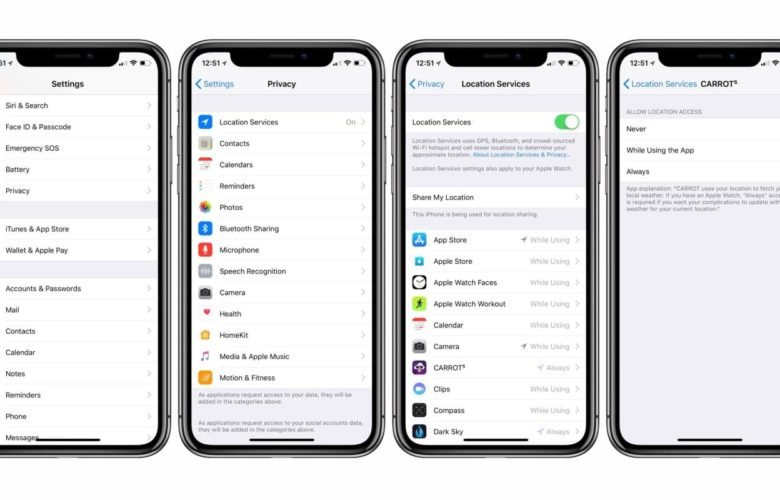 :51
Settings
Siri & Search
Face ID & Passcode
Emergency SOS
Battery
Privacy
iTunes & App Store
Wallet & Apple Pay
Accounts & Passwords
Mail
Contacts
Calendar
Notes
Reminders
Phone
Messages
12:51
Settings
Privacy
Location Services On
Contacts
Calendars
Reminders
Photos
Bluetooth Sharing
Microphone
Speech Recognition
Camera
Health
HomeKit
Media & Apple Music
Motion & Fitness
As applications request access to your data, they will be
added in the categories above.
As applications request access to your social accounts data,
they will be added in the categories above.
12:51
Privacy
Location Services
Location Services
Location Services uses GPS, Bluetooth, and crowd-sourced
Wi-Fi hotspot and cell tower locations to determine your
approximate location. About Location Services & Privacy...
Location Services settings also apply to your Apple Watch.
Share My Location
This iPhone is being used for location sharing.
App Store While Using
Apple Store While Using
Apple Watch Faces While Using
Apple Watch Workout While Using
Calendar While Using
Camera While Using
CARROT⁵ Always
Clips While Using
Compass While Using
Dark Sky Always
12:51
Location Services
CARROT⁵
ALLOW LOCATION ACCESS
Never
While Using the App
Always
App explanation: "CARROT uses your location to fetch yo
local weather. If you have an Apple Watch, "Always" acce
is required if you want your complications to update with
weather for your current location."